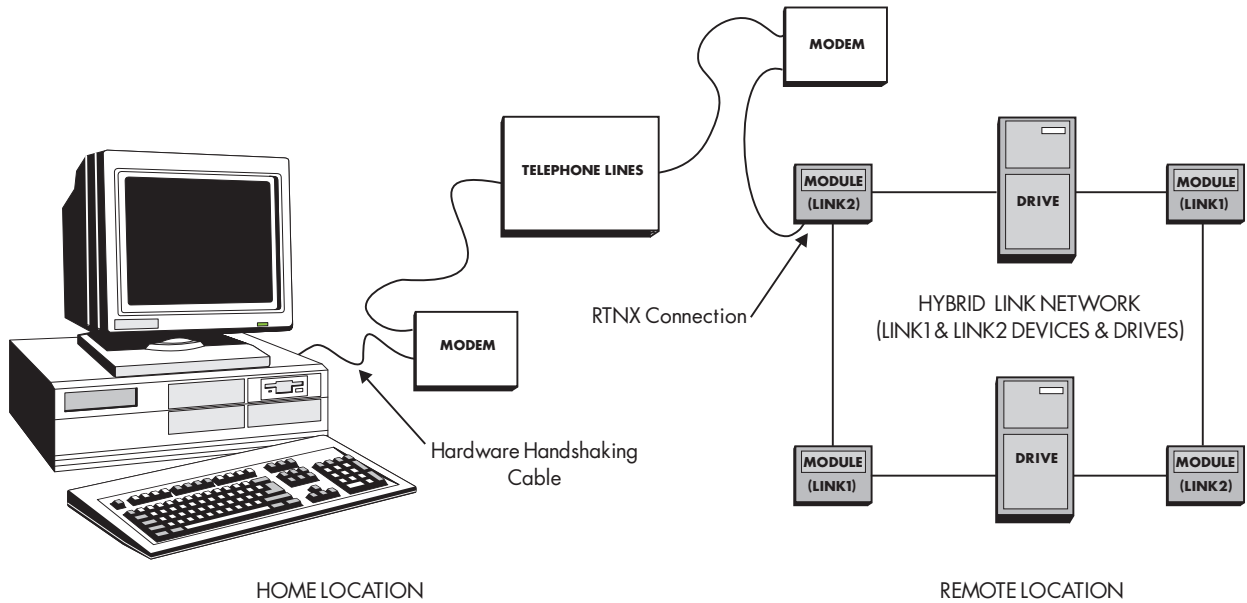 MODEM
TELEPHONE LINES
MODULE
(LINK2)
DRIVE
MODULE
(LINK1)
RTNX Connection
HYBRID LINK NETWORK
(LINK1 & LINK2 DEVICES & DRIVES)
MODEM
Hardware Handshaking
Cable
MODULE
(LINK1)
DRIVE
MODULE
(LINK2)
HOME LOCATION
REMOTE LOCATION